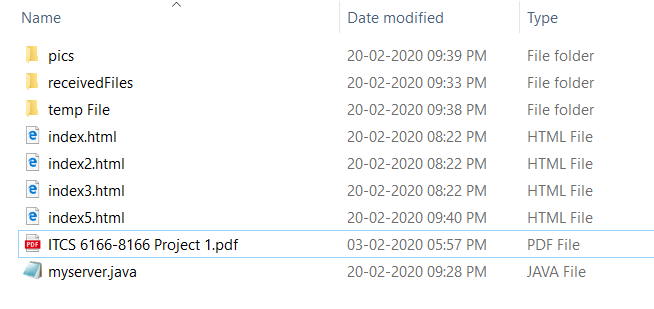 Name Date modified Type
pics 20-02-2020 09:39 PM File folder
receivedFiles 20-02-2020 09:33 PM File folder
temp File 20-02-2020 09:38 PM File folder
index.html 20-02-2020 08:22 PM HTML File
index2.html 20-02-2020 08:22 PM HTML File
index3.html 20-02-2020 08:22 PM HTML File
index5.html 20-02-2020 09:40 PM HTML File
PDF ITCS 6166-8166 Project 1.pdf 03-02-2020 05:57 PM PDF File
myserver.java 20-02-2020 09:28 PM JAVA File